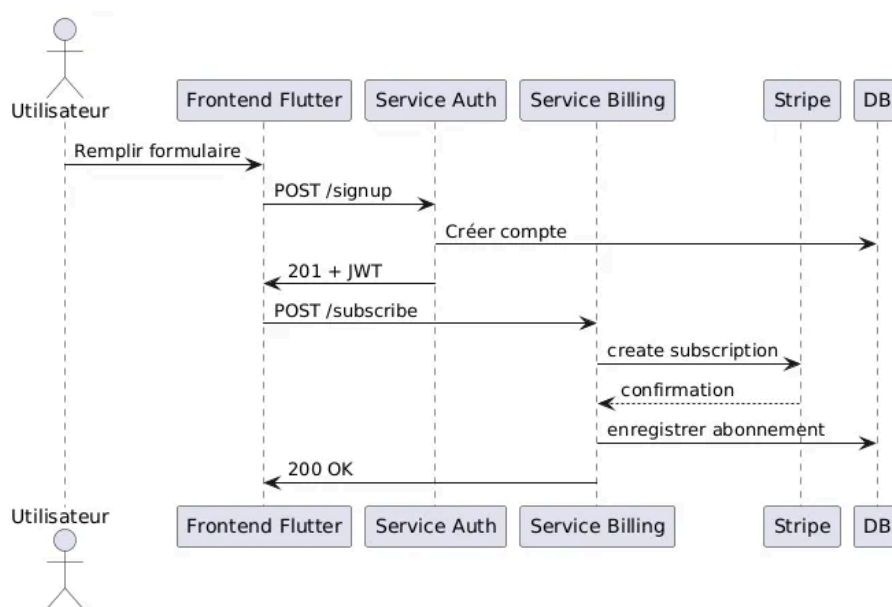 Utilisateur
Frontend Flutter
Service Auth
Service Billing
Stripe
DB
Remplir formulaire
POST /signup
Créer compte
201 + JWT
POST /subscribe
create subscription
confirmation
enregistrer abonnement
200 OK
Utilisateur
Frontend Flutter
Service Auth
Service Billing
Stripe
DB